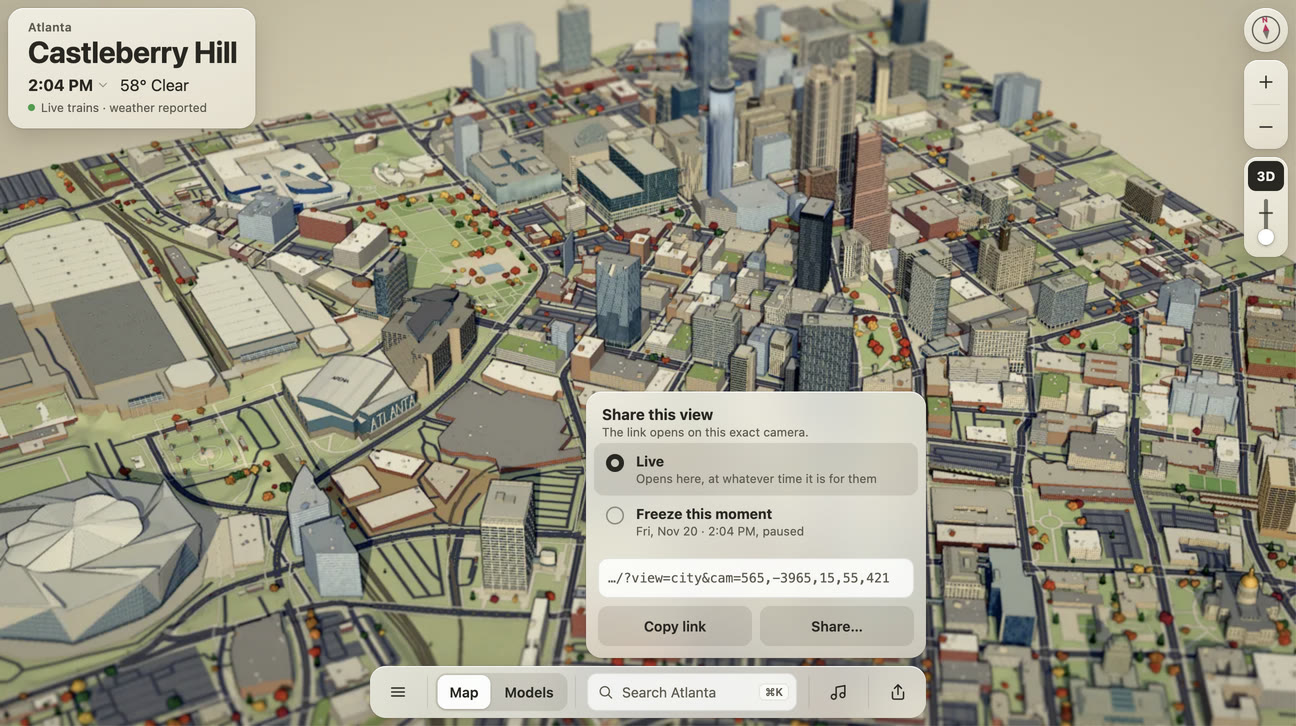 Atlanta
Castleberry Hill
2:04 PM 58° Clear
Live trains · weather reported
N
+
−
3D
ARENA
ATLANTA
Share this view
The link opens on this exact camera.
Live
Opens here, at whatever time it is for them
Freeze this moment
Fri, Nov 20 · 2:04 PM, paused
…/?view=city&cam=565,−3965,15,55,421
Copy link Share...
Map Models Search Atlanta ⌘K